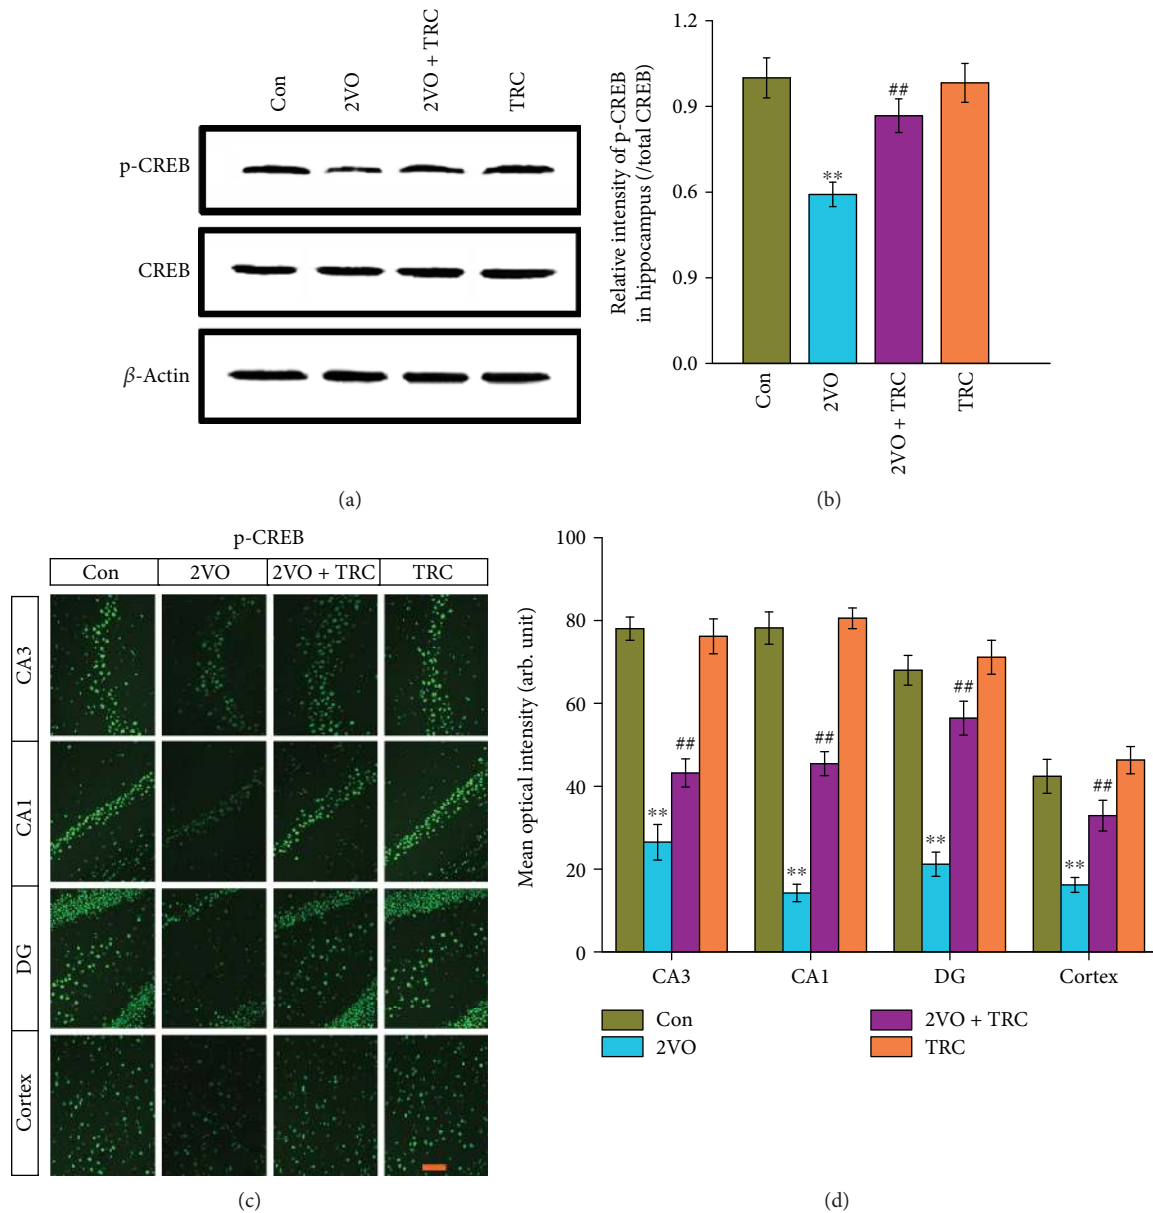 Con
2VO
2VO + TRC
TRC
p-CREB
CREB
β-Actin
(a)
Relative intensity of p-CREB
in hippocampus (/total CREB)
1.2
0.9
0.6
0.9
0.0
**
##
Con
2VO
2VO + TRC
TRC
(b)
p-CREB
Con
2VO
2VO + TRC
TRC
CA3
CA1
DG
Cortex
(c)
Mean optical intensity (arb. unit)
100
80
60
40
20
0
**
##
**
##
**
##
**
##
CA3
CA1
DG
Cortex
Con
2VO
2VO + TRC
TRC
(d)